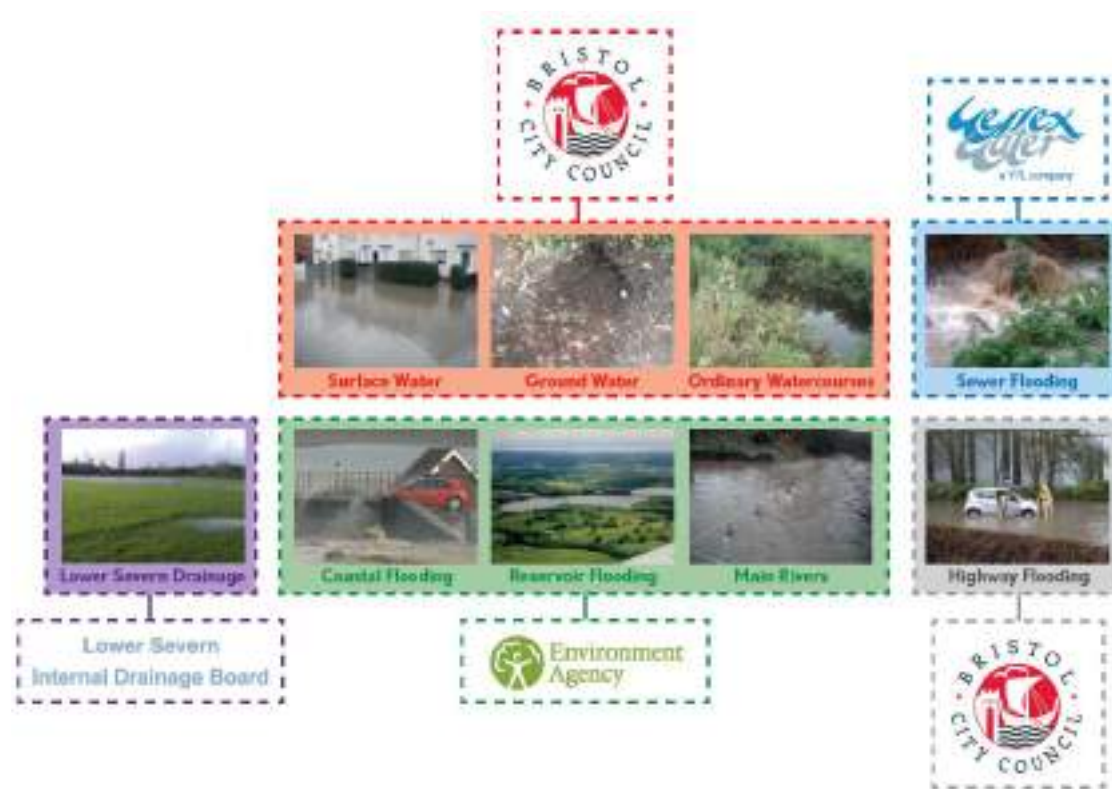 BRISTOL CITY COUNCIL
Wessex
Water
a YTL company
Surface Water
Ground Water
Ordinary Watercourses
Sewer Flooding
Lower Severn Drainage
Coastal Flooding
Reservoir Flooding
Main Rivers
Highway Flooding
Lower Severn
Internal Drainage Board
Environment
Agency
BRISTOL CITY COUNCIL